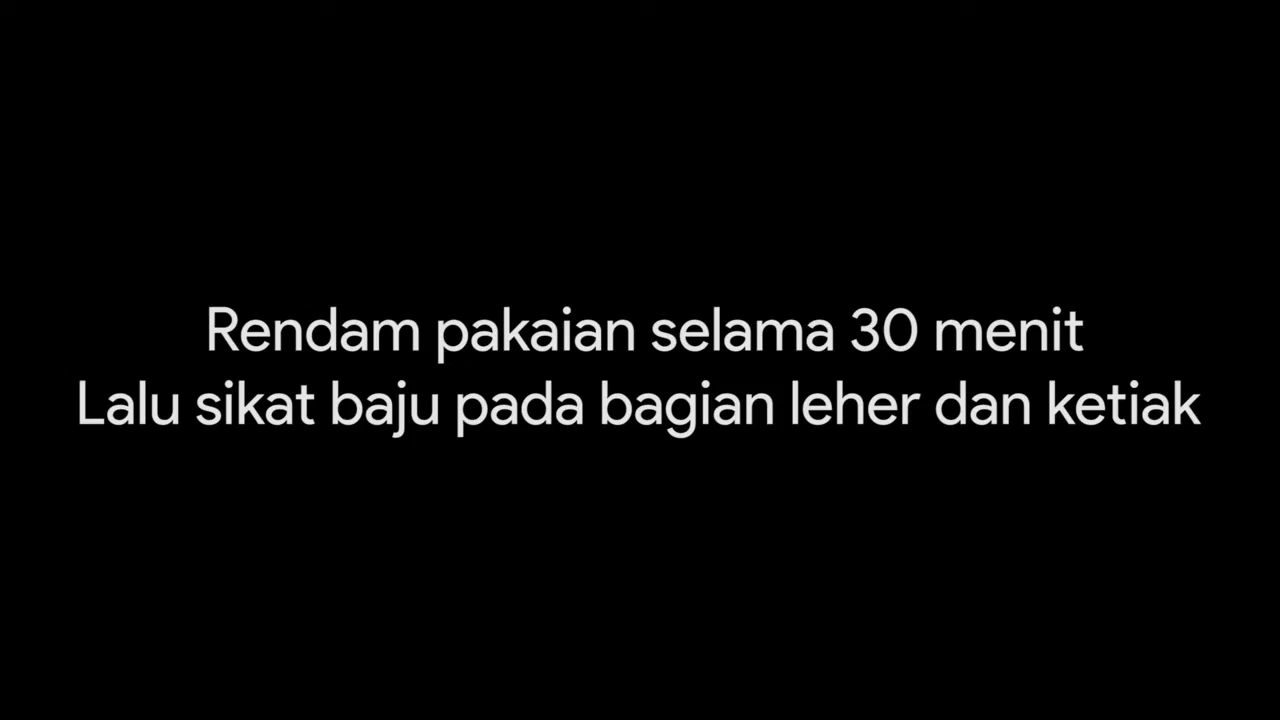 Rendam pakaian selama 30 menit
Lalu sikat baju pada bagian leher dan ketiak